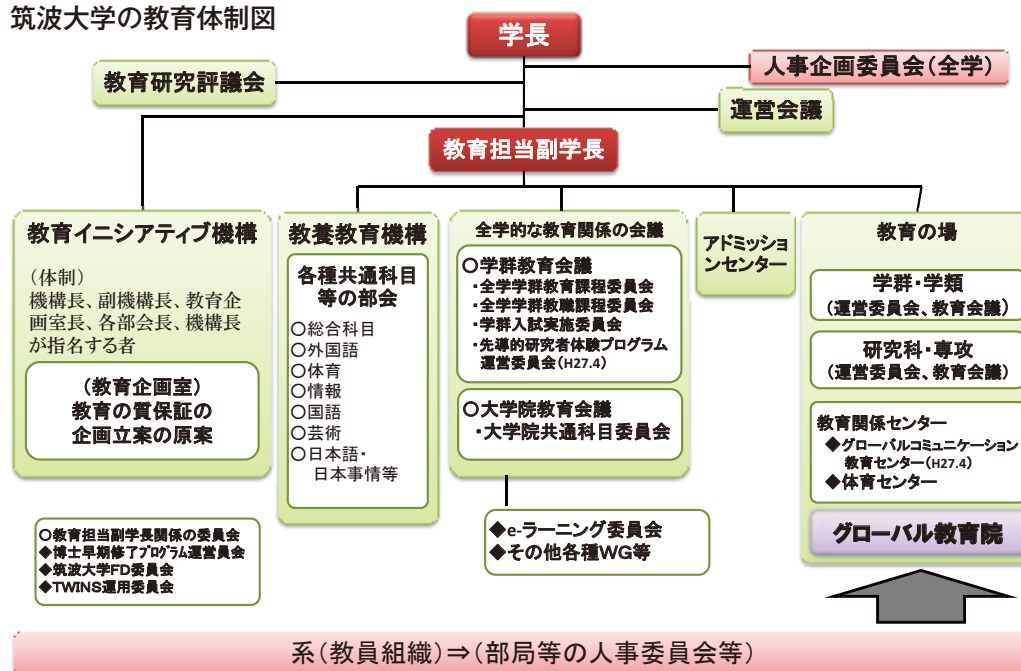 筑波大学の教育体制図
学長
教育研究評議会
人事企画委員会(全学)
運営会議
教育担当副学長
教育イニシアティブ機構
(体制)
機構長、副機構長、教育企
画室長、各部会長、機構長
が指名する者
(教育企画室)
教育の質保証の
企画立案の原案
教養教育機構
各種共通科目
等の部会
○総合科目
○外国語
○体育
○情報
○国語
○芸術
○日本語・
日本事情等
全学的な教育関係の会議
○学群教育会議
・全学学群教育課程委員会
・全学学群教職課程委員会
・学群入試実施委員会
・先導的研究者体験プログラム
運営委員会(H27.4)
○大学院教育会議
・大学院共通科目委員会
アドミッショ
ンセンター
教育の場
学群・学類
(運営委員会、教育会議)
研究科・専攻
(運営委員会、教育会議)
教育関係センター
◆グローバルコミュニケーション
教育センター(H27.4)
◆体育センター
グローバル教育院
○教育担当副学長関係の委員会
◆博士早期修了プログラム運営員会
◆筑波大学FD委員会
◆TWINS運用委員会
◆e-ラーニング委員会
◆その他各種WG等
系(教員組織)⇒(部局等の人事委員会等)